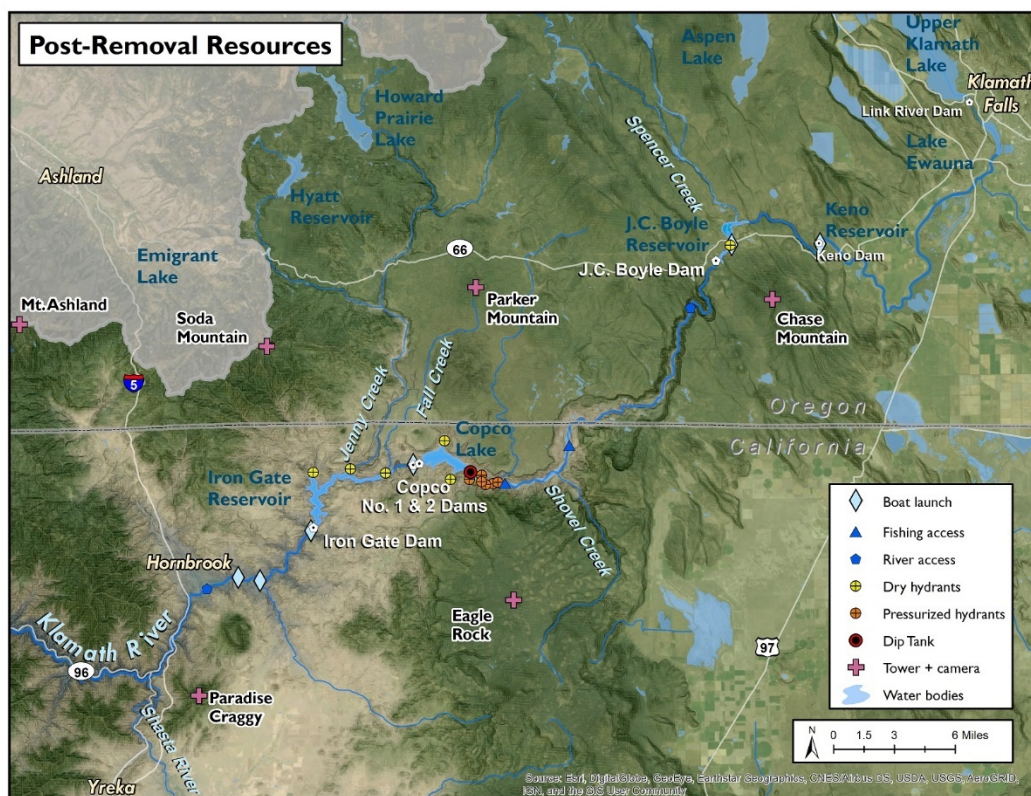 Post-Removal Resources
Aspen
Lake
Upper
Klamath
Lake
Klamath
Falls
Link River Dam
Howard
Prairie
Lake
Lake
Ewauna
Spencer Creek
Ashland
Hyatt
Reservoir
Keno
Reservoir
J.C. Boyle
Reservoir
Emigrant
Lake
66
Keno Dam
J.C. Boyle Dam
Mt. Ashland
Parker
Mountain
Soda
Mountain
Chase
Mountain
5
Jenny Creek
Fall Creek
Oregon
California
Copco
Lake
Iron Gate
Reservoir
Copco
No. 1 & 2 Dams
Shovel Creek
Iron Gate Dam
Hornbrook
Eagle
Rock
Klamath River
96
97
Paradise
Craggy
Shasta River
Yreka
Boat launch
Fishing access
River access
Dry hydrants
Pressurized hydrants
Dip Tank
Tower + camera
Water bodies
N
0 1.5 3 6 Miles
Source: Esri, DigitalGlobe, GeoEye, Earthstar Geographics, CNES/Airbus DS, USDA, USGS, AeroGRID,
IGN, and the GIS User Community